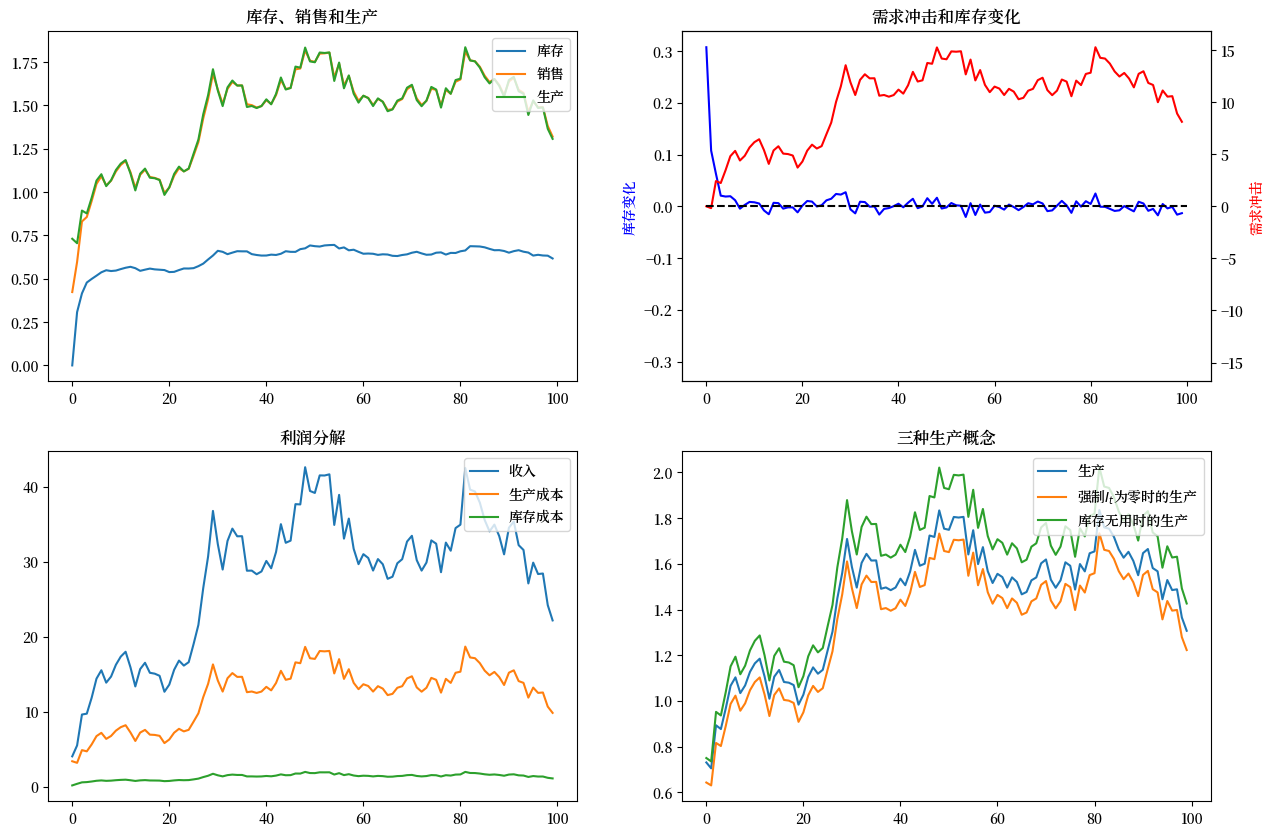 库存、销售和生产
库存
销售
生产
1.75
1.50
1.25
1.00
0.75
0.50
0.25
0.00
0 20 40 60 80 100
需求冲击和库存变化
库存变化
0.3
0.2
0.1
0.0
−0.1
−0.2
−0.3
15
10
5
0
−5
−10
−15
需求冲击
0 20 40 60 80 100
利润分解
收入
生产成本
库存成本
40
30
20
10
0
0 20 40 60 80 100
三种生产概念
生产
强制Iₜ为零时的生产
库存无用时的生产
2.0
1.8
1.6
1.4
1.2
1.0
0.8
0.6
0 20 40 60 80 100